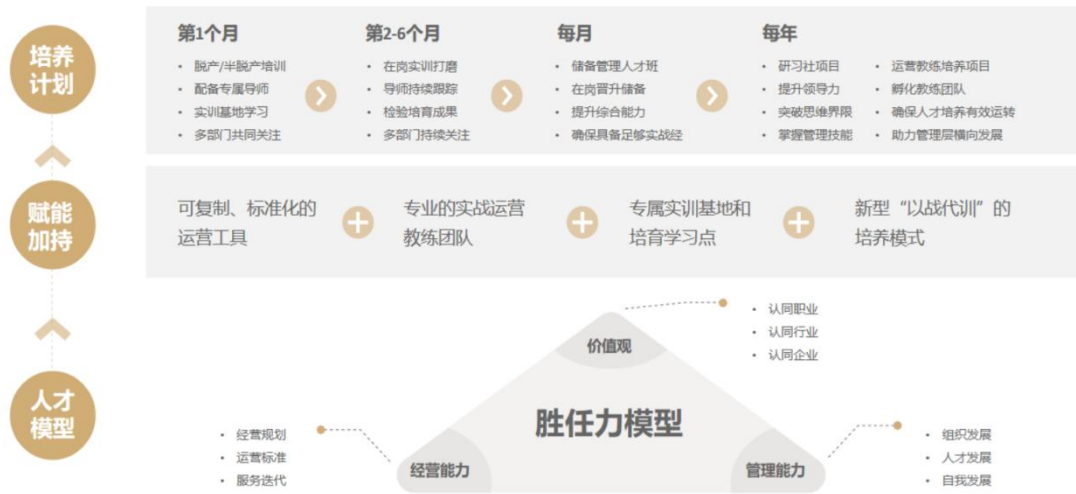 培养
计划
第1个月
• 脱产/半脱产培训
• 配备专属导师
• 实训基地学习
• 多部门共同关注
第2-6个月
• 在岗实训打磨
• 导师持续跟踪
• 检验培育成果
• 多部门持续关注
每月
• 储备管理人才班
• 在岗晋升储备
• 提升综合能力
• 确保具备足够实战经
每年
• 研习社项目
• 提升领导力
• 突破思维界限
• 掌握管理技能
• 运营教练培养项目
• 孵化教练团队
• 确保人才培养有效运转
• 助力管理层横向发展
赋能
加持
可复制、标准化的
运营工具
专业的实战运营
教练团队
专属实训基地和
培育学习点
新型“以战代训”的
培养模式
人才
模型
价值观
• 认同职业
• 认同行业
• 认同企业
胜任力模型
• 经营规划
• 运营标准
• 服务迭代
经营能力
管理能力
• 组织发展
• 人才发展
• 自我发展